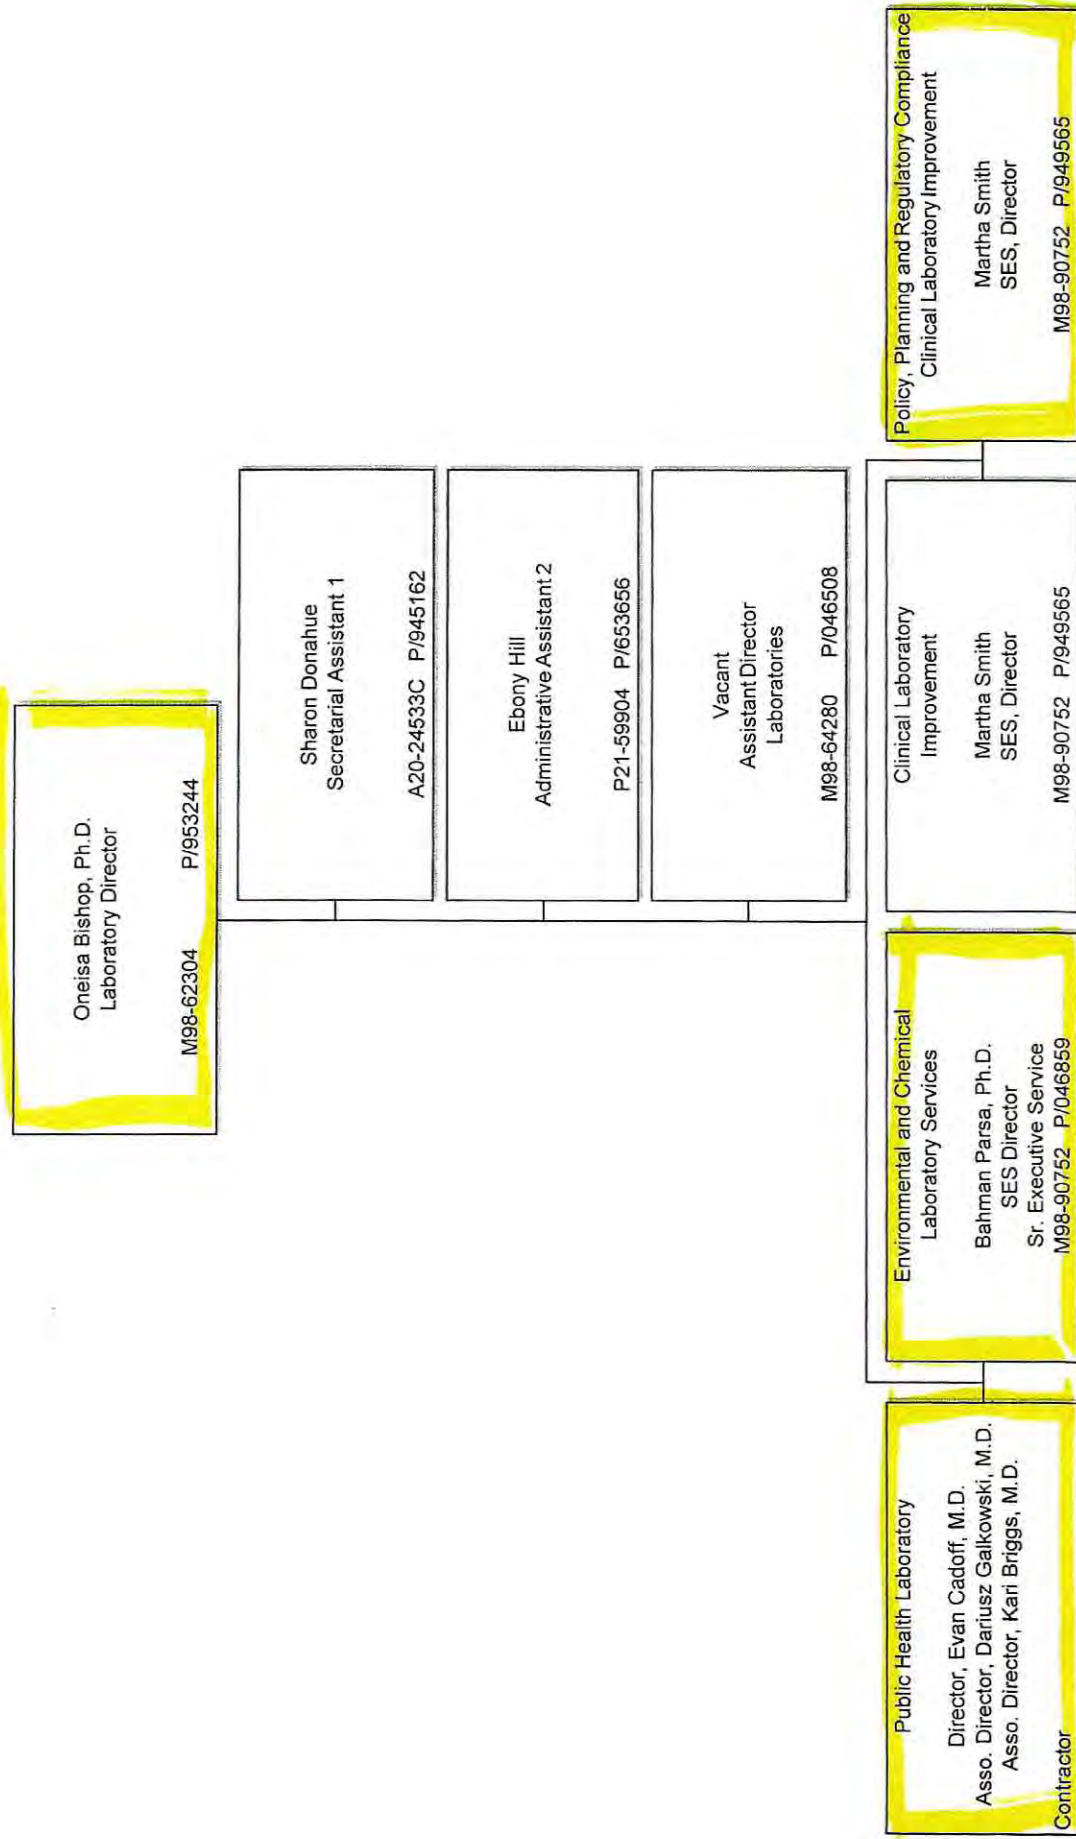 Oneisa Bishop, Ph.D.
Laboratory Director
M98-62304 P/953244
Sharon Donahue
Secretarial Assistant 1
A20-24533C P/945162
Ebony Hill
Administrative Assistant 2
P21-59904 P/653656
Vacant
Assistant Director
Laboratories
M98-64280 P/046508
Public Health Laboratory
Director, Evan Cadoff, M.D.
Asso. Director, Dariusz Galkowski, M.D.
Asso. Director, Kari Briggs, M.D.
Contractor
Environmental and Chemical
Laboratory Services
Bahman Parsa, Ph.D.
SES Director
Sr. Executive Service
M98-90752 P/046859
Clinical Laboratory
Improvement
Martha Smith
SES, Director
M98-90752 P/949565
Policy, Planning and Regulatory Compliance
Clinical Laboratory Improvement
Martha Smith
SES, Director
M98-90752 P/949565